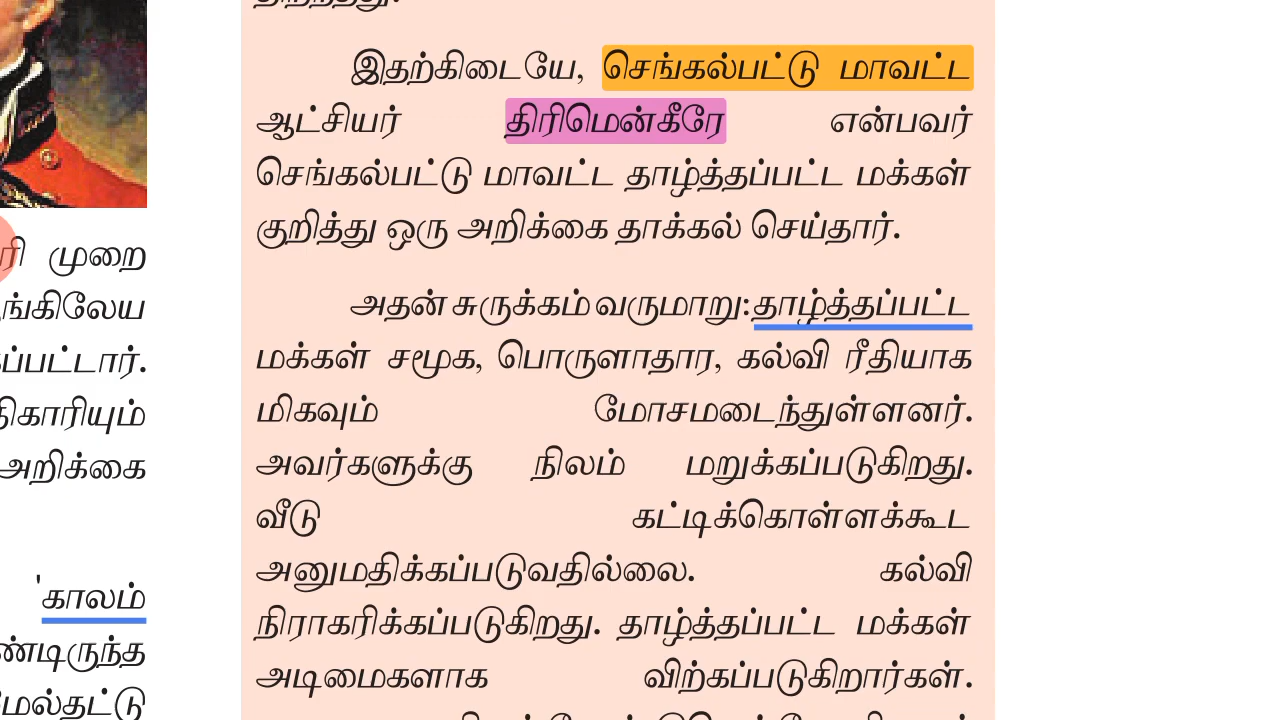 ரி முறை
ங்கிலேய
ப்பட்டார்.
திகாரியும்
அறிக்கை
'காலம்
ண்டிருந்த
மேல்தட்டு
இதற்கிடையே, செங்கல்பட்டு மாவட்ட
ஆட்சியர் திரிமென்கீரே என்பவர்
செங்கல்பட்டு மாவட்ட தாழ்த்தப்பட்ட மக்கள்
குறித்து ஒரு அறிக்கை தாக்கல் செய்தார்.
அதன் சுருக்கம் வருமாறு: தாழ்த்தப்பட்ட
மக்கள் சமூக, பொருளாதார, கல்வி ரீதியாக
மிகவும் மோசமடைந்துள்ளனர்.
அவர்களுக்கு நிலம் மறுக்கப்படுகிறது.
வீடு கட்டிக்கொள்ளக்கூட
அனுமதிக்கப்படுவதில்லை. கல்வி
நிராகரிக்கப்படுகிறது. தாழ்த்தப்பட்ட மக்கள்
அடிமைகளாக விற்கப்படுகிறார்கள்.